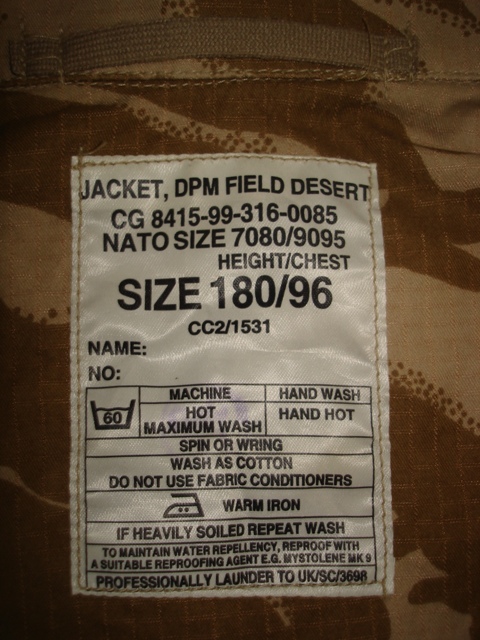 JACKET, DPM FIELD DESERT
CG 8415-99-316-0085
NATO SIZE 7080/9095
HEIGHT/CHEST
SIZE 180/96
CC2/1531
NAME:
NO:
60
MACHINE HAND WASH
HOT HAND HOT
MAXIMUM WASH
SPIN OR WRING
WASH AS COTTON
DO NOT USE FABRIC CONDITIONERS
WARM IRON
IF HEAVILY SOILED REPEAT WASH
TO MAINTAIN WATER REPELLENCY, REPROOF WITH
A SUITABLE REPROOFING AGENT E.G. MYSTOLENE MK 9
PROFESSIONALLY LAUNDER TO UK/SC/3698